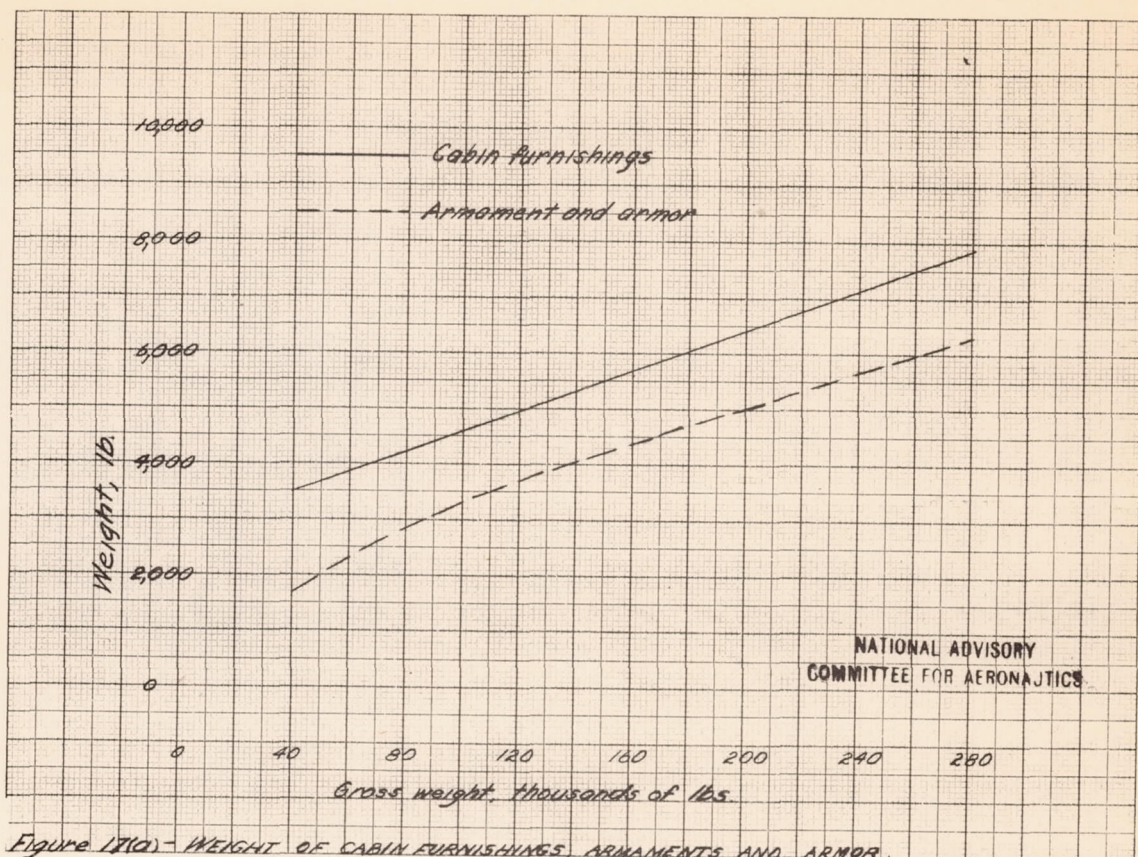 10,000
Cabin furnishings
Armament and armor
8,000
6,000
4,000
Weight, lb.
2,000
NATIONAL ADVISORY
COMMITTEE FOR AERONAUTICS
0
0 40 80 120 160 200 240 280
Gross weight, thousands of lbs.
Figure 17(a) - WEIGHT OF CABIN FURNISHINGS, ARMAMENTS AND ARMOR.